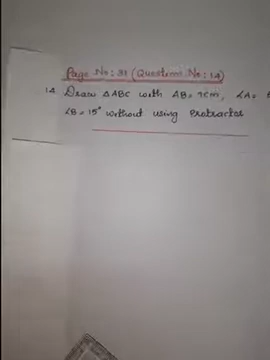 Page No: 31 (Question No: 14)
14 Draw △ABC with AB= 7cm, ∠A=
∠B = 15° without using Protractor